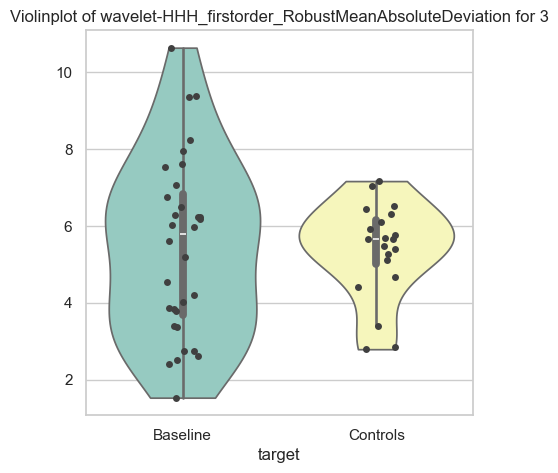 Violinplot of wavelet-HHH_firstorder_RobustMeanAbsoluteDeviation for 3
10
8
6
4
2
Baseline
Controls
target